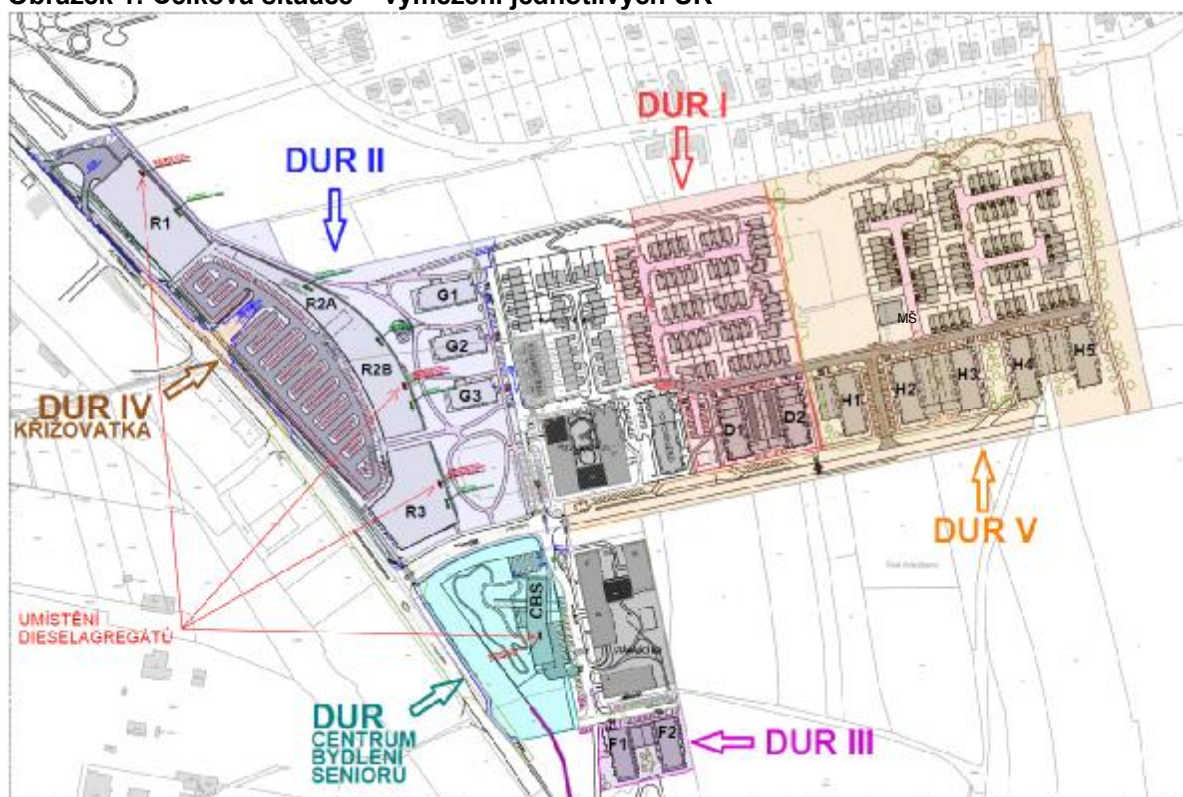 Obrázek 1: Celková situace – vymezení jednotlivých ÚR
DUR I
DUR II
R1
R2A
G1
G2
R2B
G3
MŠ
H1
H2
H3
H4
H5
DUR IV
KŘIŽOVATKA
D1
D2
R3
DUR V
CBS
UMÍSTĚNÍ
DIESELAGREGÁTŮ
DUR
CENTRUM
BYDLENÍ
SENIORŮ
F1
F2
DUR III